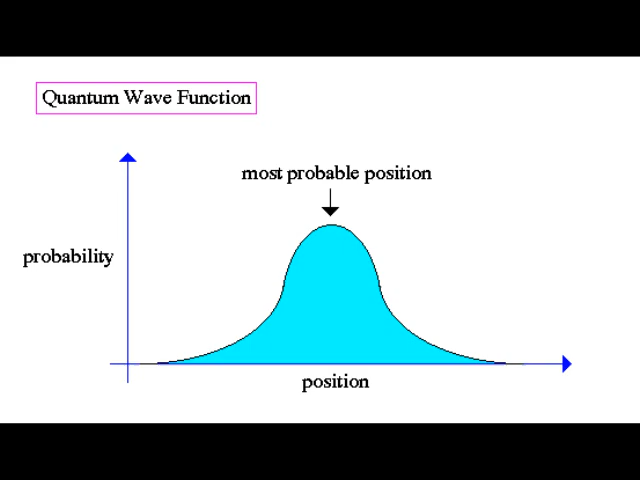 Quantum Wave Function
most probable position
probability
position